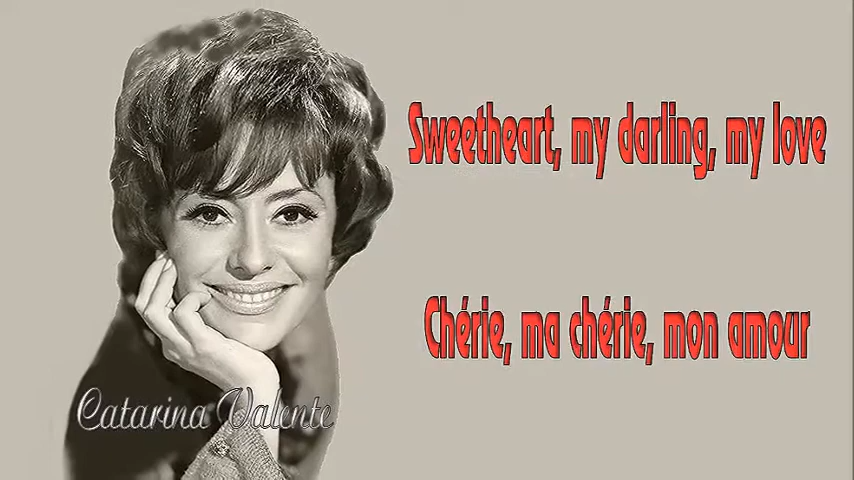 Sweetheart, my darling, my love
Chérie, ma chérie, mon amour
Catarina Valente